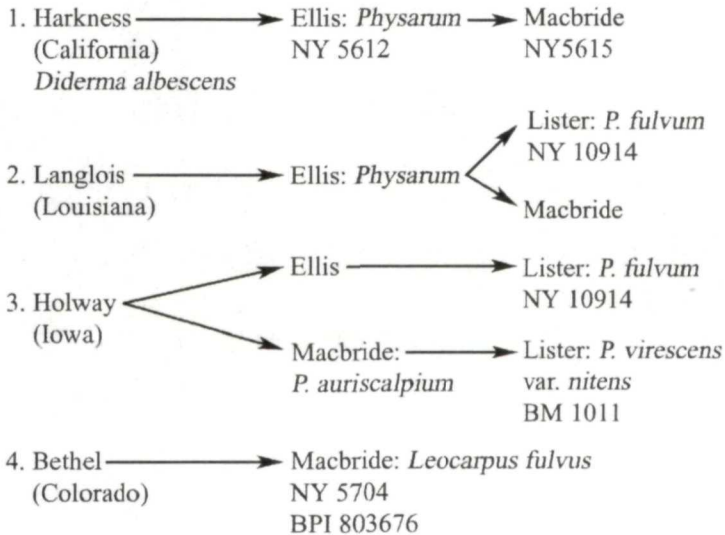 1. Harkness Ellis: Physarum Macbride
(California) NY 5612 NY5615
Diderma albescens
Lister: P. fulvum
NY 10914
2. Langlois Ellis: Physarum
(Louisiana) Macbride
Ellis Lister: P. fulvum
NY 10914
3. Holway
(Iowa)
Macbride: Lister: P. virescens
P. auriscalpium var. nitens
BM 1011
4. Bethel Macbride: Leocarpus fulvus
(Colorado) NY 5704
BPI 803676